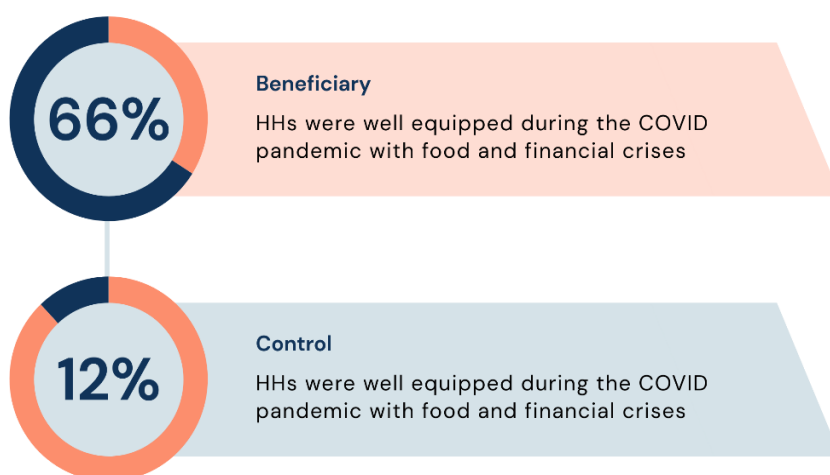 66%
Beneficiary
HHs were well equipped during the COVID
pandemic with food and financial crises
12%
Control
HHs were well equipped during the COVID
pandemic with food and financial crises